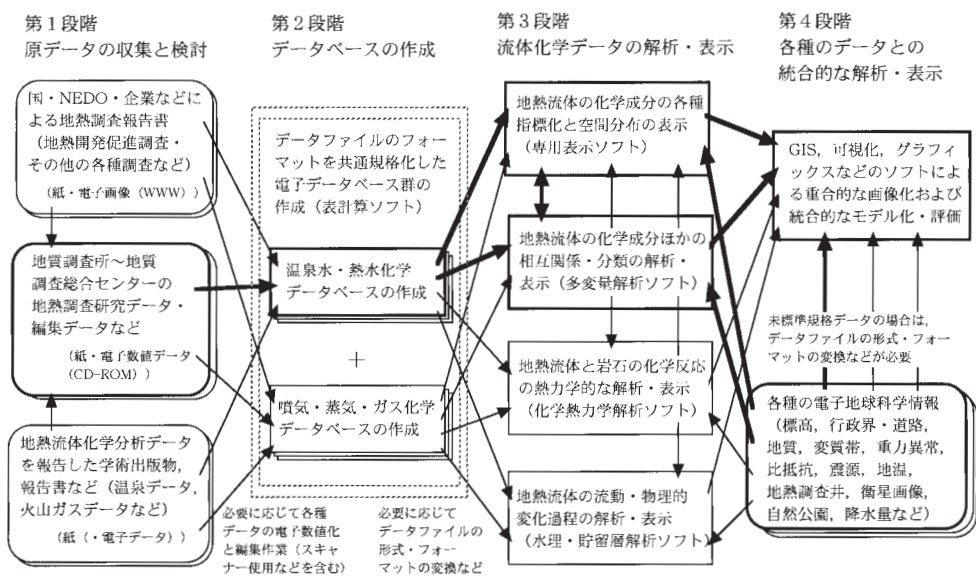 第１段階
原データの収集と検討
国・NEDO・企業などに
よる地熱調査報告書
（地熱開発促進調査・
その他の各種調査など）
（紙・電子画像（WWW））
地質調査所〜地質
調査総合センターの
地熱調査研究データ・
編集データなど
（紙・電子数値データ
（CD-ROM））
地熱流体化学分析データ
を報告した学術出版物，
報告書など（温泉データ，
火山ガスデータなど）
（紙（・電子データ））
第２段階
データベースの作成
データファイルのフォー
マットを共通規格化した
電子データベース群の
作成（表計算ソフト）
温泉水・熱水化学
データベースの作成
＋
噴気・蒸気・ガス化学
データベースの作成
必要に応じて各種
データの電子数値化
と編集作業（スキャ
ナー使用などを含む）
必要に応じて
データファイルの
形式・フォー
マットの変換など
第３段階
流体化学データの解析・表示
地熱流体の化学成分の各種
指標化と空間分布の表示
（専用表示ソフト）
地熱流体の化学成分ほかの
相互関係・分類の解析・
表示（多変量解析ソフト）
地熱流体と岩石の化学反応
の熱力学的な解析・表示
（化学熱力学解析ソフト）
地熱流体の流動・物理的
変化過程の解析・表示
（水理・貯留層解析ソフト）
第４段階
各種のデータとの
統合的な解析・表示
GIS，可視化，グラフィ
ックスなどのソフトによ
る重合的な画像化および
統合的なモデル化・評価
未標準規格データの場合は，
データファイルの形式・フォー
マットの変換などが必要
各種の電子地球科学情報
（標高，行政界・道路，
地質，変質帯，重力異常，
比抵抗，震源，地温，
地熱調査井，衛星画像，
自然公園，降水量など）